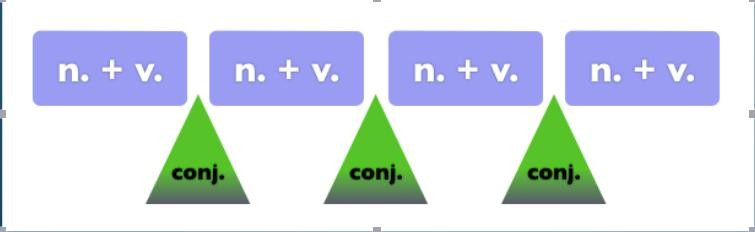 n. + v. n. + v. n. + v. n. + v.
conj. conj. conj.